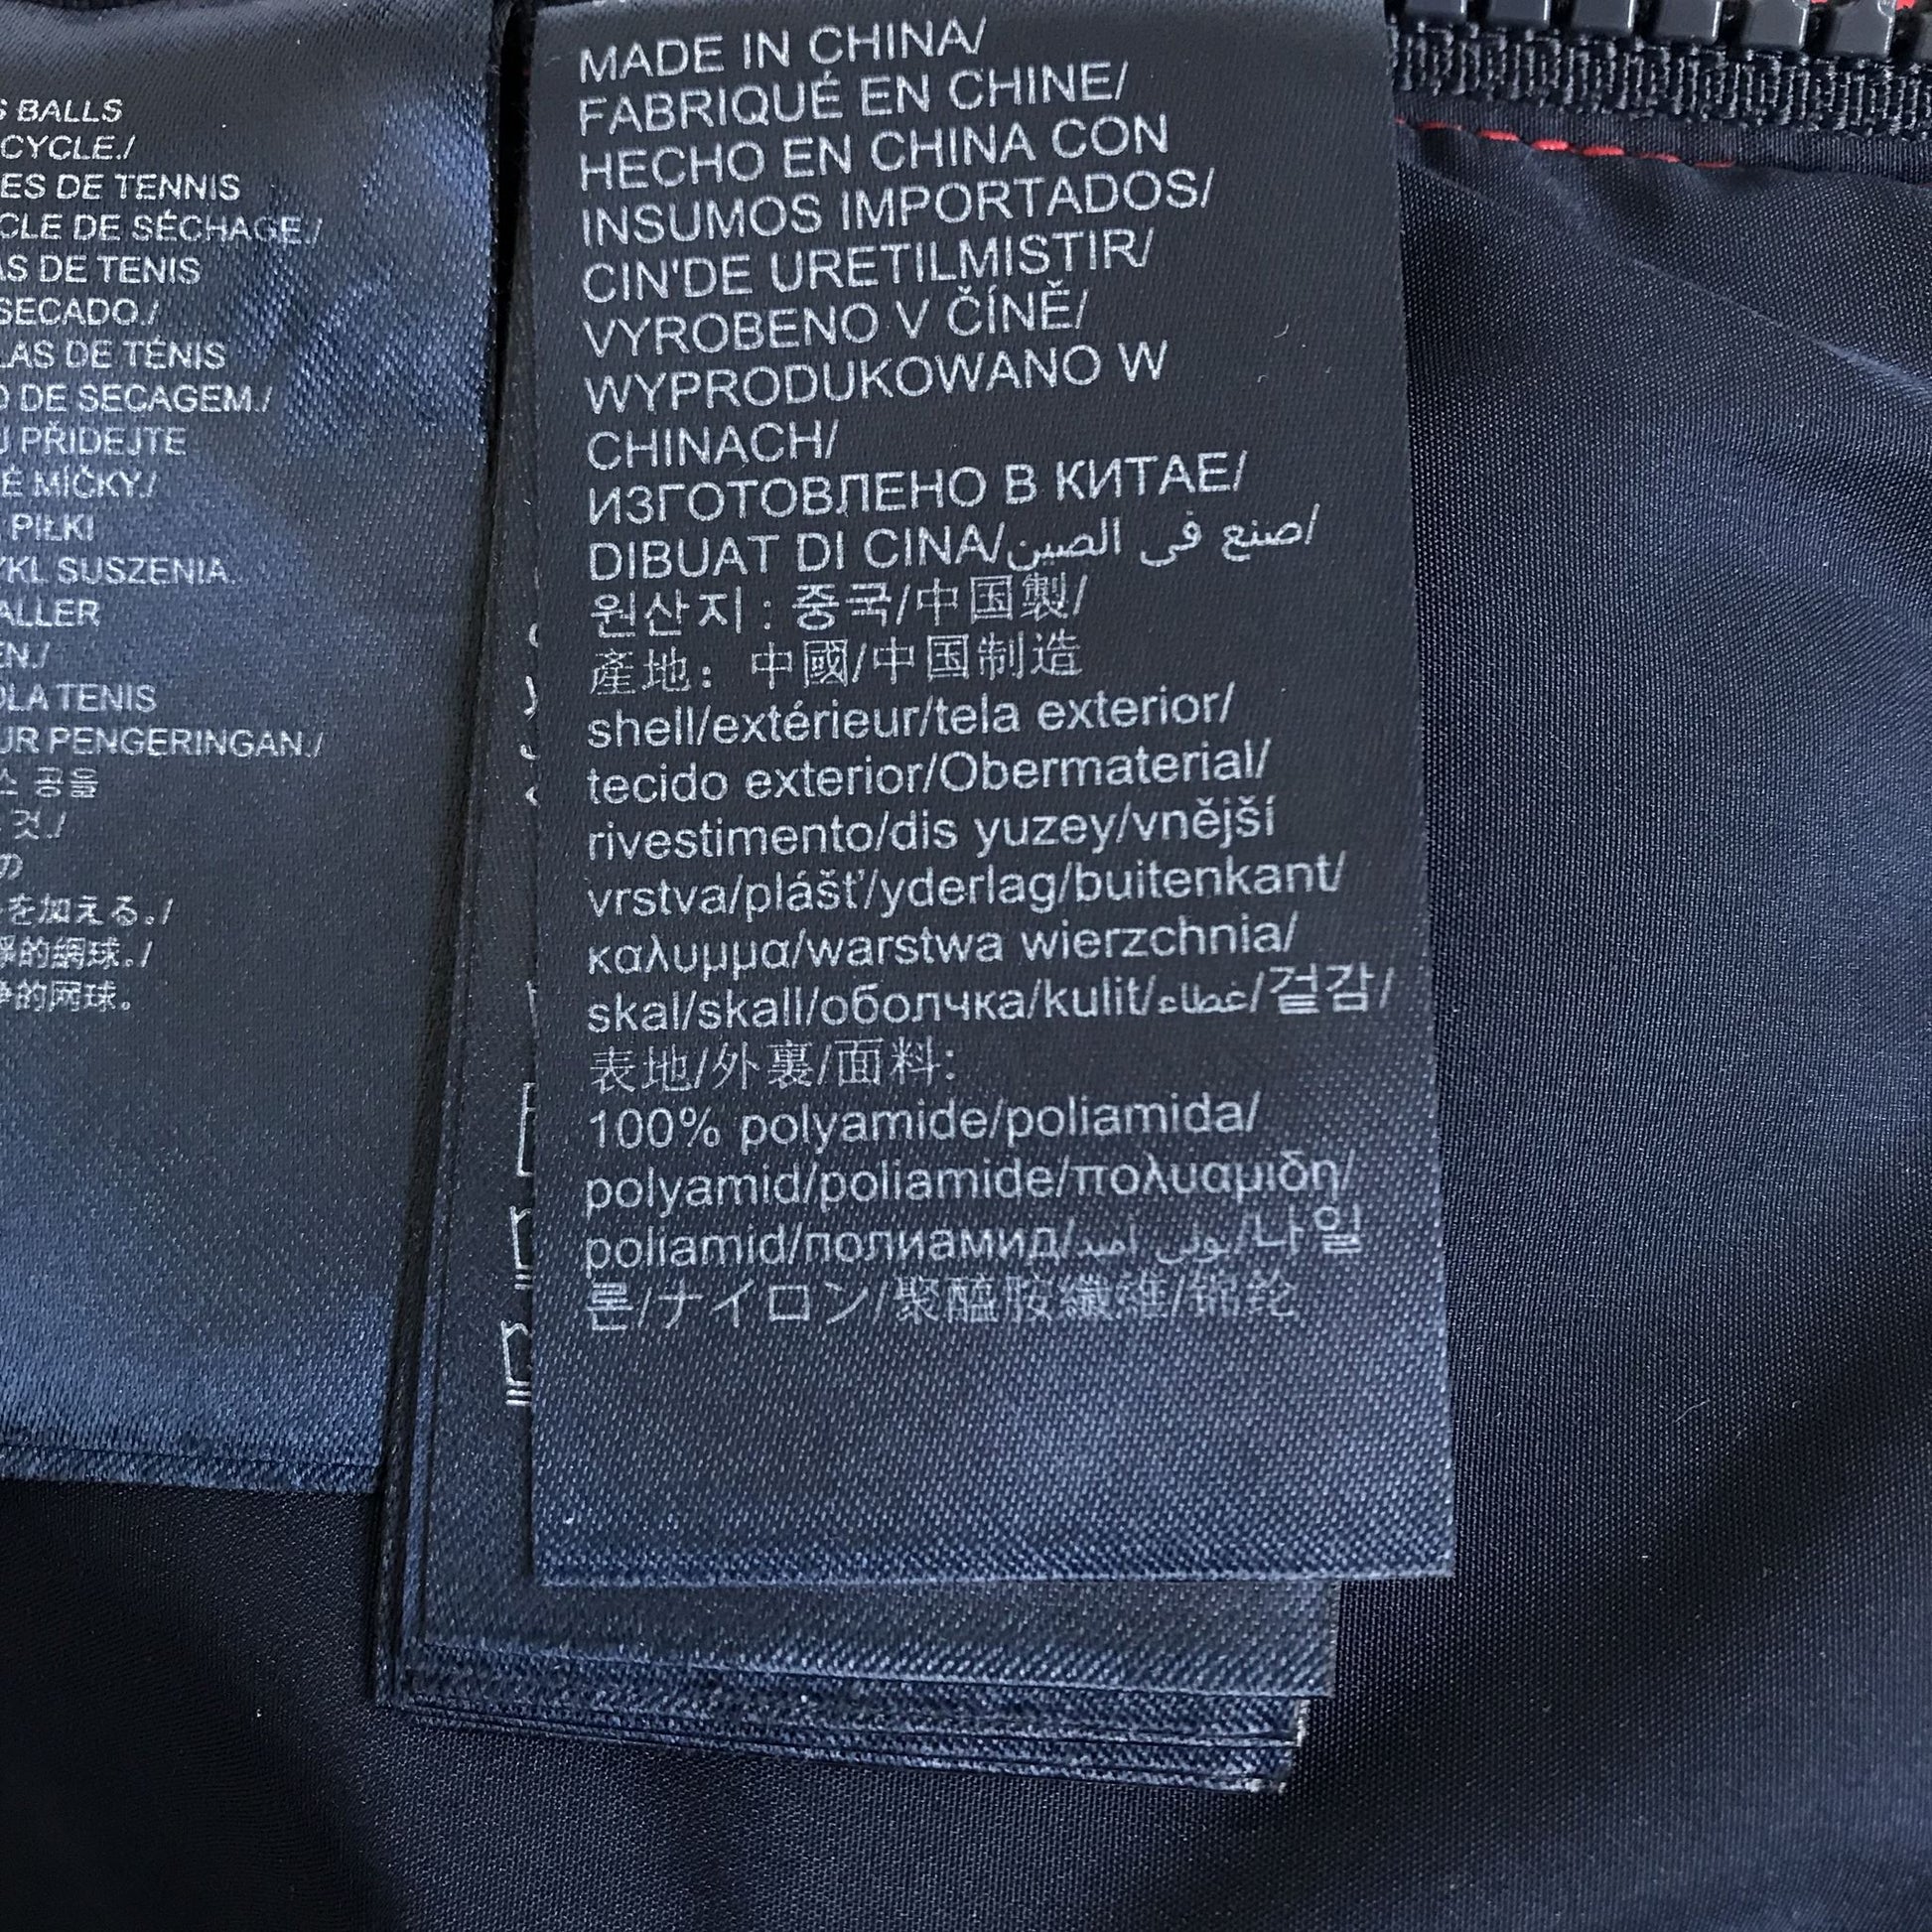 S BALLS
CYCLE./
ES DE TENNIS
CLE DE SÉCHAGE./
AS DE TENIS
SECADO./
LAS DE TÉNIS
O DE SECAGEM./
U PŘIDEJTE
É MÍČKY./
PIŁKI
YKL SUSZENIA.
ALLER
EN./
OLA TENIS
UR PENGERINGAN./
스 공을
것./
の
を加える。/
淨的網球。/
净的网球。
MADE IN CHINA/
FABRIQUÉ EN CHINE/
HECHO EN CHINA CON
INSUMOS IMPORTADOS/
CIN'DE URETILMISTIR/
VYROBENO V ČÍNĚ/
WYPRODUKOWANO W
CHINACH/
ИЗГОТОВЛЕНО В КИТАЕ/
DIBUAT DI CINA/صنع في الصين/
원산지 : 중국/中国製/
產地： 中國/中国制造
shell/extérieur/tela exterior/
tecido exterior/Obermaterial/
rivestimento/dis yuzey/vnější
vrstva/plášť/yderlag/buitenkant/
καλυμμα/warstwa wierzchnia/
skal/skall/оболчка/kulit/غطاء/겉감/
表地/外裏/面料:
100% polyamide/poliamida/
polyamid/poliamide/πολυαμιδη/
poliamid/полиамид/بولي اميد/나일
론/ナイロン/聚醯胺纖維/锦纶